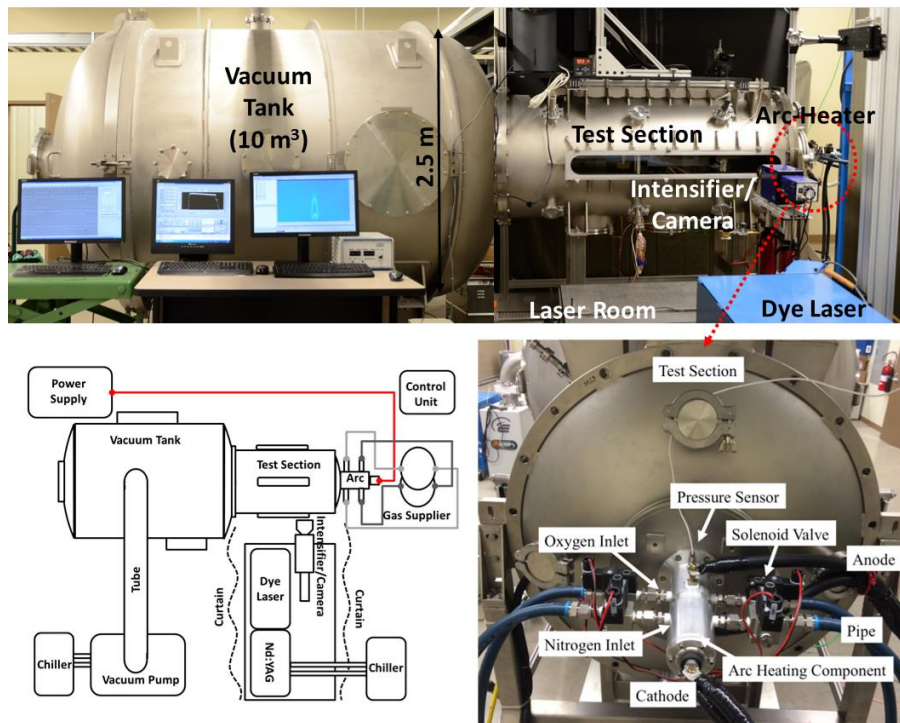 Vacuum
Tank
(10 m³)
2.5 m
Test Section
Arc-Heater
Intensifier/
Camera
Laser Room
Dye Laser
Power
Supply
Control
Unit
Vacuum Tank
Test Section
Arc
Gas Supplier
Intensifier/Camera
Tube
Curtain
Dye
Laser
Curtain
Nd:YAG
Chiller
Vacuum Pump
Chiller
Test Section
Pressure Sensor
Oxygen Inlet
Solenoid Valve
Anode
Nitrogen Inlet
Pipe
Arc Heating Component
Cathode